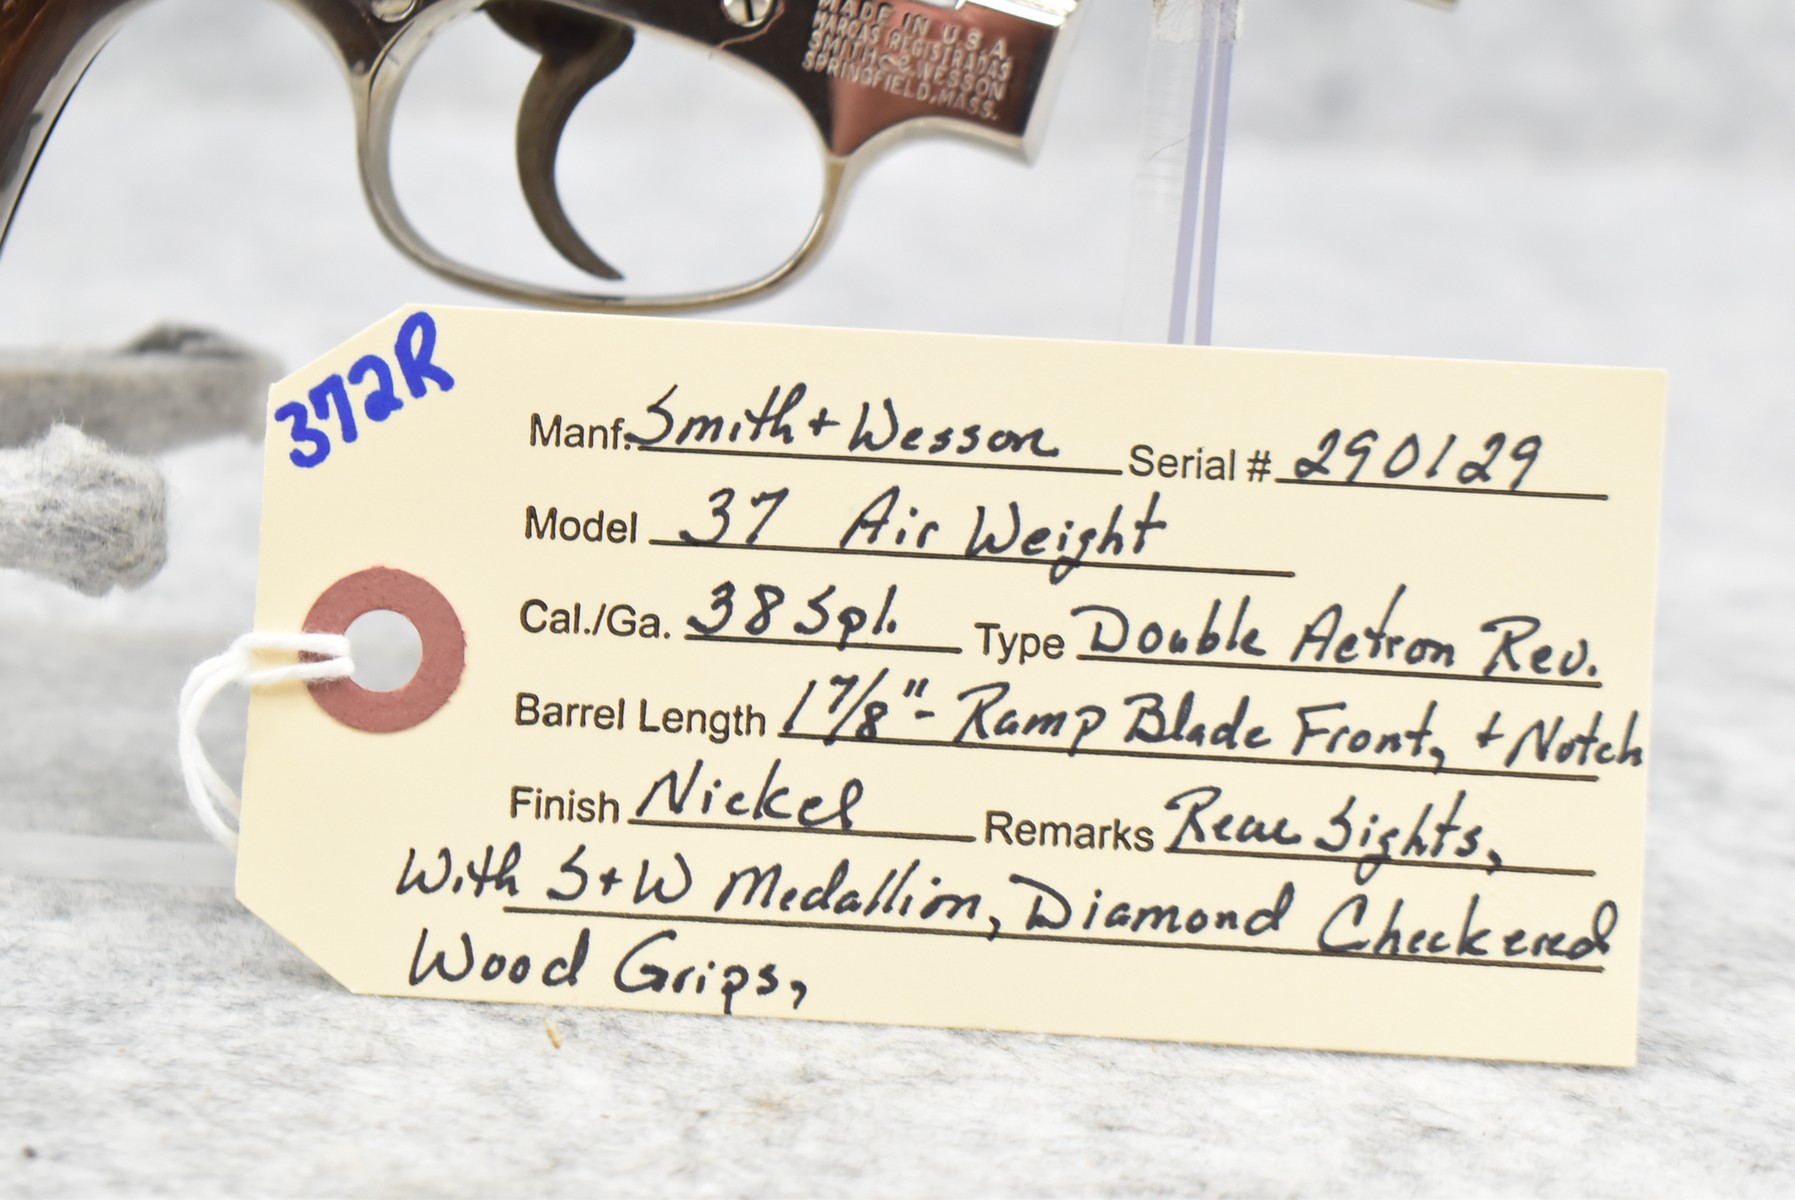 MADE IN U.S.A.
MARCAS REGISTRADAS
SMITH & WESSON
SPRINGFIELD, MASS.
372R
Manf. Smith + Wesson Serial # 290129
Model 37 Air Weight
Cal./Ga. 38 Spl. Type Double Action Rev.
Barrel Length 1 7/8" - Ramp Blade Front, + Notch
Finish Nickel Remarks Rear Sights,
With S+W Medallion, Diamond Checkered
Wood Grips,